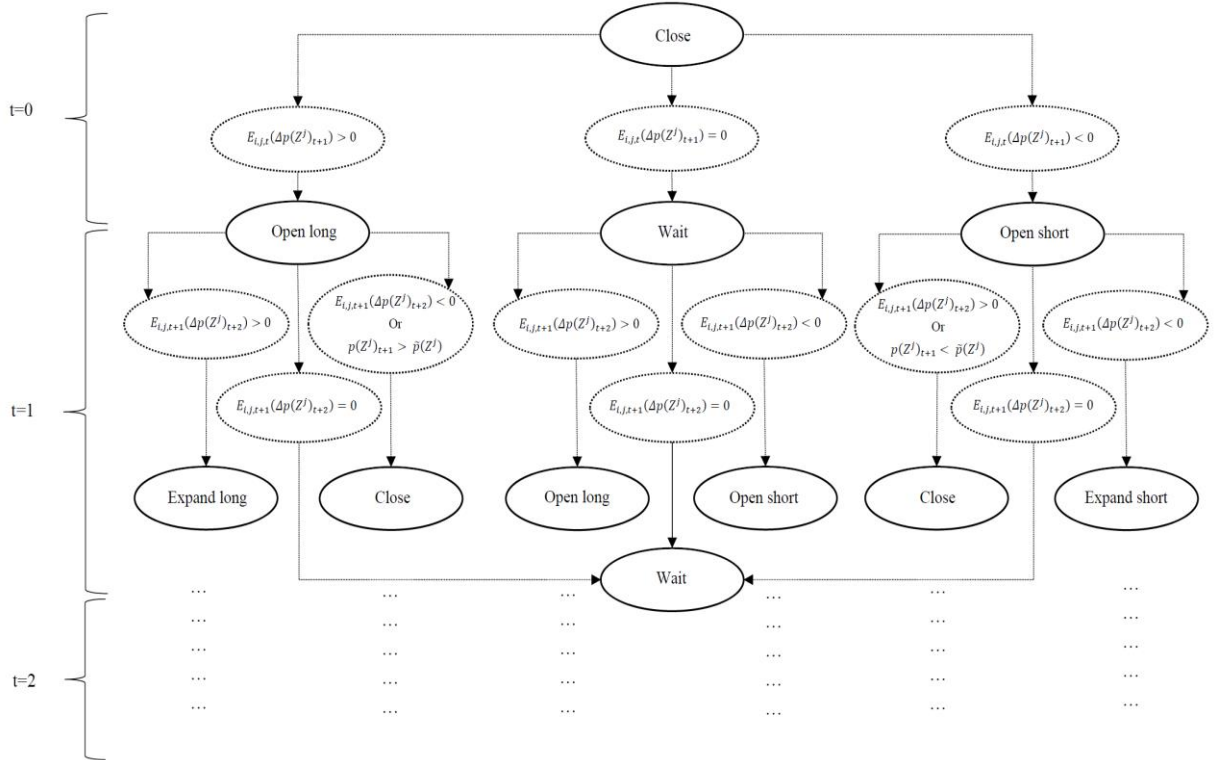 Close
t=0
E_{i,j,t}(Δp(Z^j)_{t+1}) > 0
E_{i,j,t}(Δp(Z^j)_{t+1}) = 0
E_{i,j,t}(Δp(Z^j)_{t+1}) < 0
Open long
Wait
Open short
E_{i,j,t+1}(Δp(Z^j)_{t+2}) > 0
E_{i,j,t+1}(Δp(Z^j)_{t+2}) < 0
Or
p(Z^j)_{t+1} > p̃(Z^j)
E_{i,j,t+1}(Δp(Z^j)_{t+2}) > 0
E_{i,j,t+1}(Δp(Z^j)_{t+2}) < 0
E_{i,j,t+1}(Δp(Z^j)_{t+2}) > 0
Or
p(Z^j)_{t+1} < p̃(Z^j)
E_{i,j,t+1}(Δp(Z^j)_{t+2}) < 0
t=1
E_{i,j,t+1}(Δp(Z^j)_{t+2}) = 0
E_{i,j,t+1}(Δp(Z^j)_{t+2}) = 0
E_{i,j,t+1}(Δp(Z^j)_{t+2}) = 0
Expand long
Close
Open long
Open short
Close
Expand short
Wait
... ... ... ... ... ...
... ... ... ... ... ...
... ... ... ... ... ...
... ... ... ... ... ...
... ... ... ... ... ...
t=2